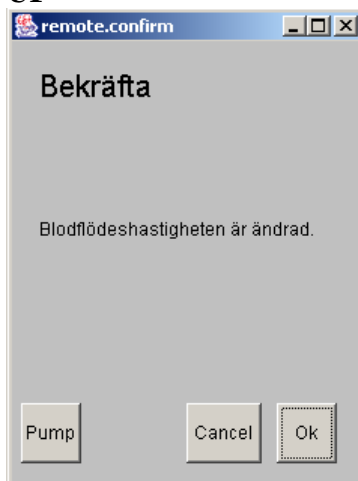 remote.confirm
Bekräfta
Blodflödeshastigheten är ändrad.
Pump Cancel Ok